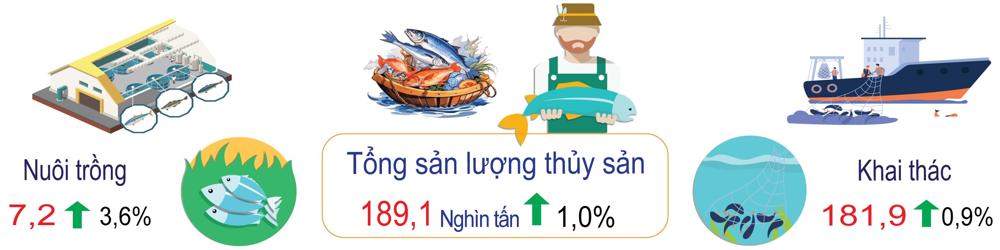 Nuôi trồng
7,2 3,6%
Tổng sản lượng thủy sản
189,1 Nghìn tấn 1,0%
Khai thác
181,9 0,9%